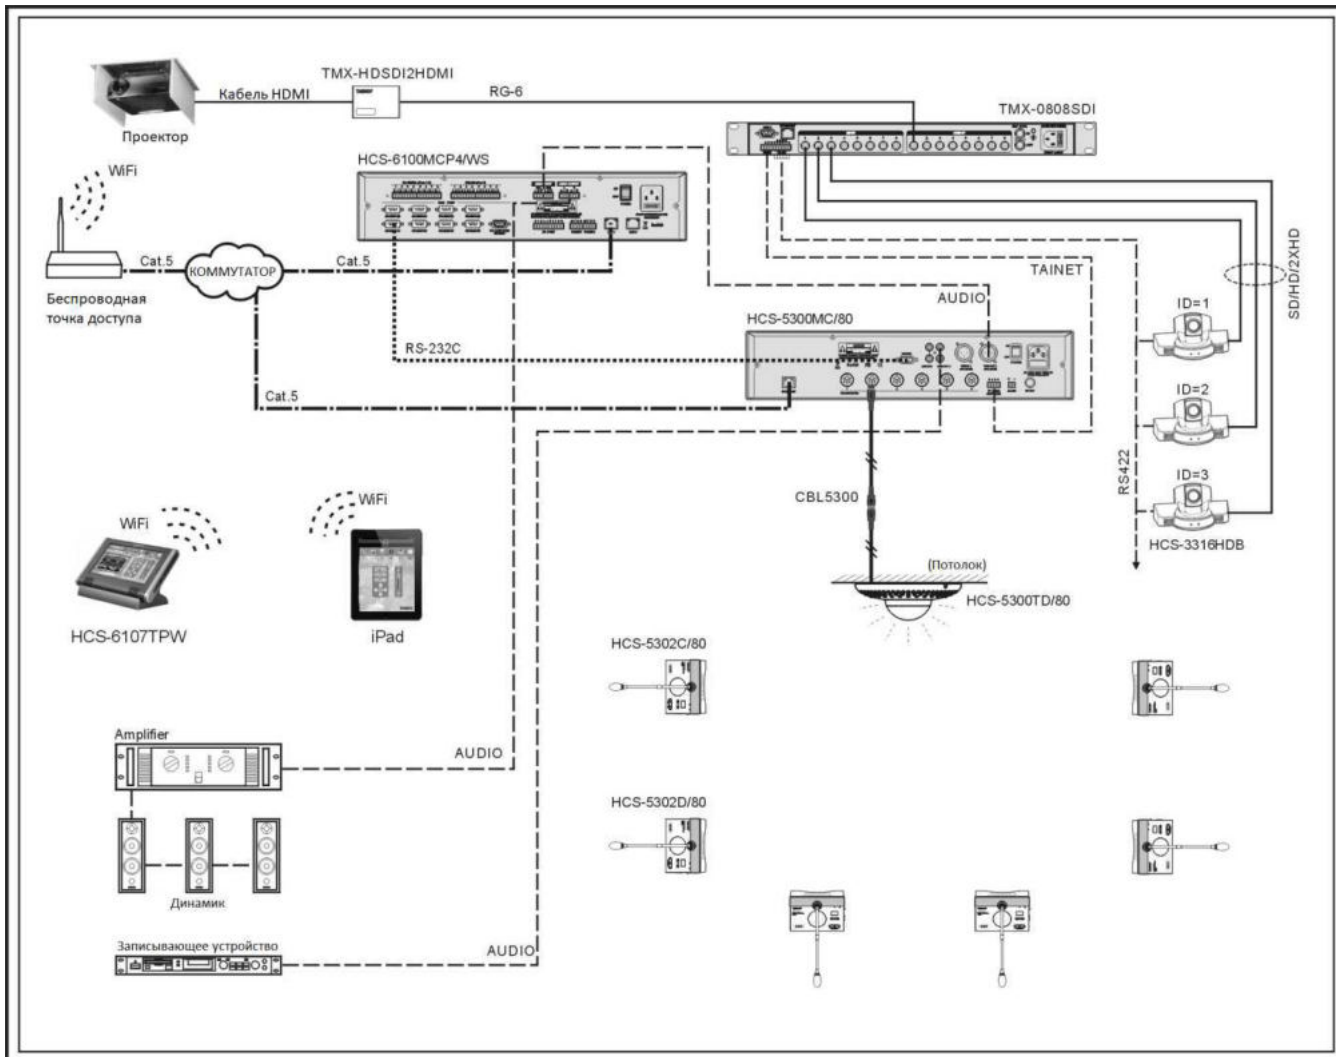 TMX-HDSDI2HDMI
Кабель HDMI
RG-6
TMX-0808SDI
Проектор
WiFi
HCS-6100MCP4/WS
Cat.5
КОММУТАТОР
Cat.5
TAINET
AUDIO
SD/HD/2XHD
Беспроводная
точка доступа
ID=1
HCS-5300MC/80
RS-232C
Cat.5
ID=2
RS422
ID=3
CBL5300
WiFi
WiFi
HCS-3316HDB
(Потолок)
HCS-5300TD/80
HCS-6107TPW
iPad
HCS-5302C/80
Amplifier
AUDIO
HCS-5302D/80
Динамик
Записывающее устройство
AUDIO